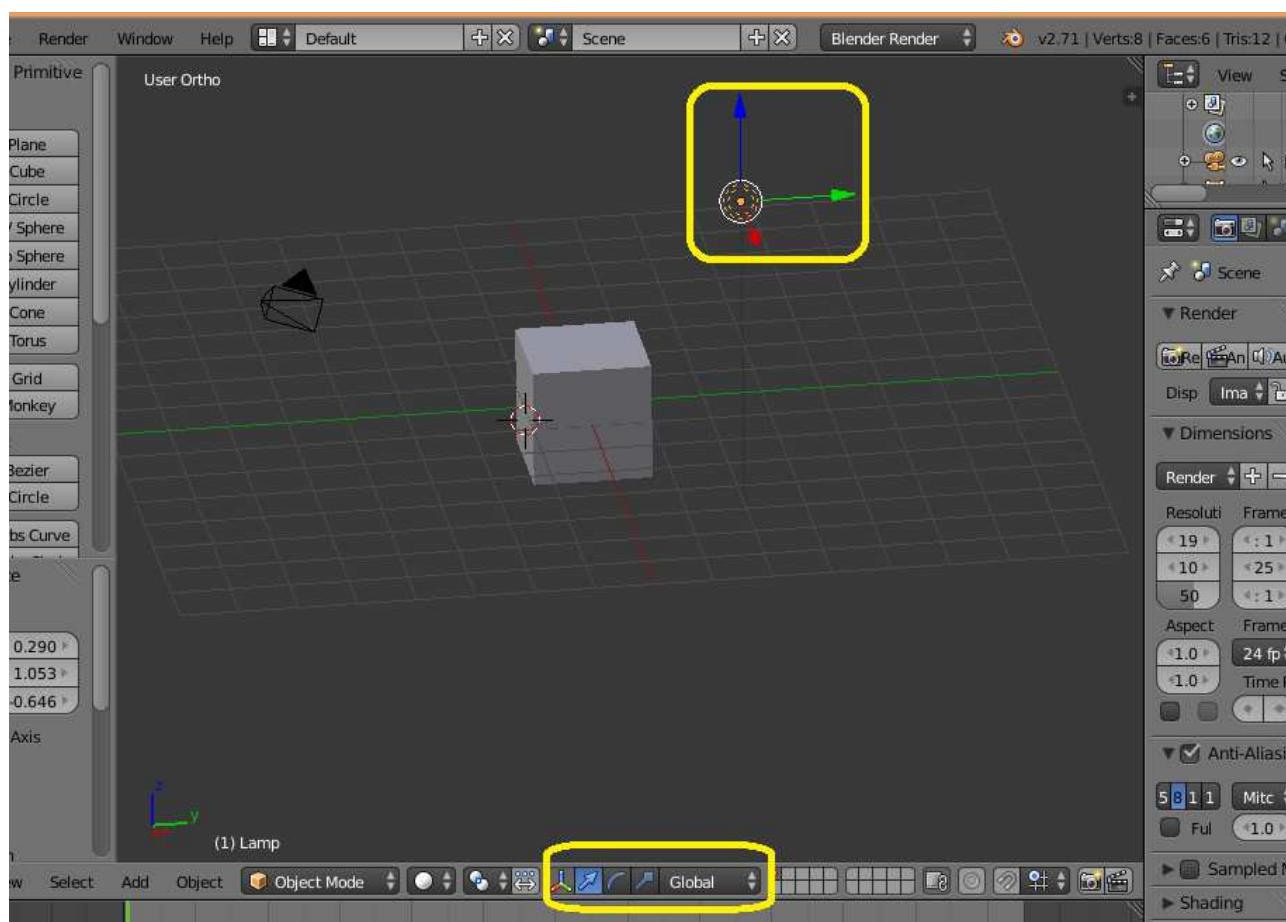 Render Window Help Default Scene Blender Render v2.71 | Verts:8 | Faces:6 | Tris:12 |
Primitive
User Ortho
View
Plane
Cube
Circle
Sphere
Sphere
ylinder
Cone
Torus
Grid
Monkey
Bezier
Circle
bs Curve
0.290
1.053
-0.646
Axis
Scene
Render
Re An Au
Disp Ima
Dimensions
Render
Resoluti Frame
19 : 1
10 25
50 : 1
Aspect Frame
1.0 24 fp
1.0 Time
Anti-Aliasi
5 8 1 1 Mitc
Ful 1.0
Sampled
Shading
z
y
(1) Lamp
Select Add Object Object Mode Global